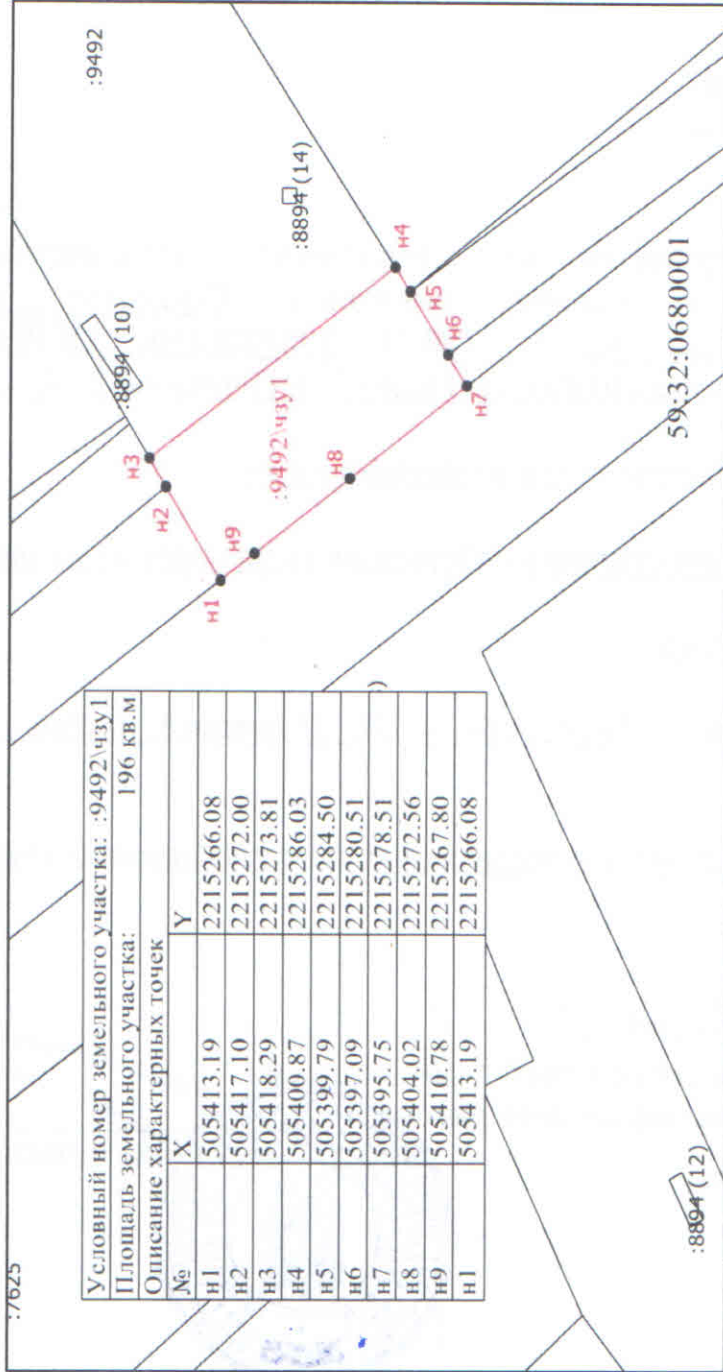 :7625
:9492
:8894 (10)
:8894 (14)
н3
н2
н1
н9
н8
н4
н5
н6
н7
:9492\чзу1
59:32:0680001
:8894 (12)
)
Условный номер земельного участка: :9492\чзу1
Площадь земельного участка: 196 кв.м
Описание характерных точек
№ X Y
н1 505413.19 2215266.08
н2 505417.10 2215272.00
н3 505418.29 2215273.81
н4 505400.87 2215286.03
н5 505399.79 2215284.50
н6 505397.09 2215280.51
н7 505395.75 2215278.51
н8 505404.02 2215272.56
н9 505410.78 2215267.80
н1 505413.19 2215266.08